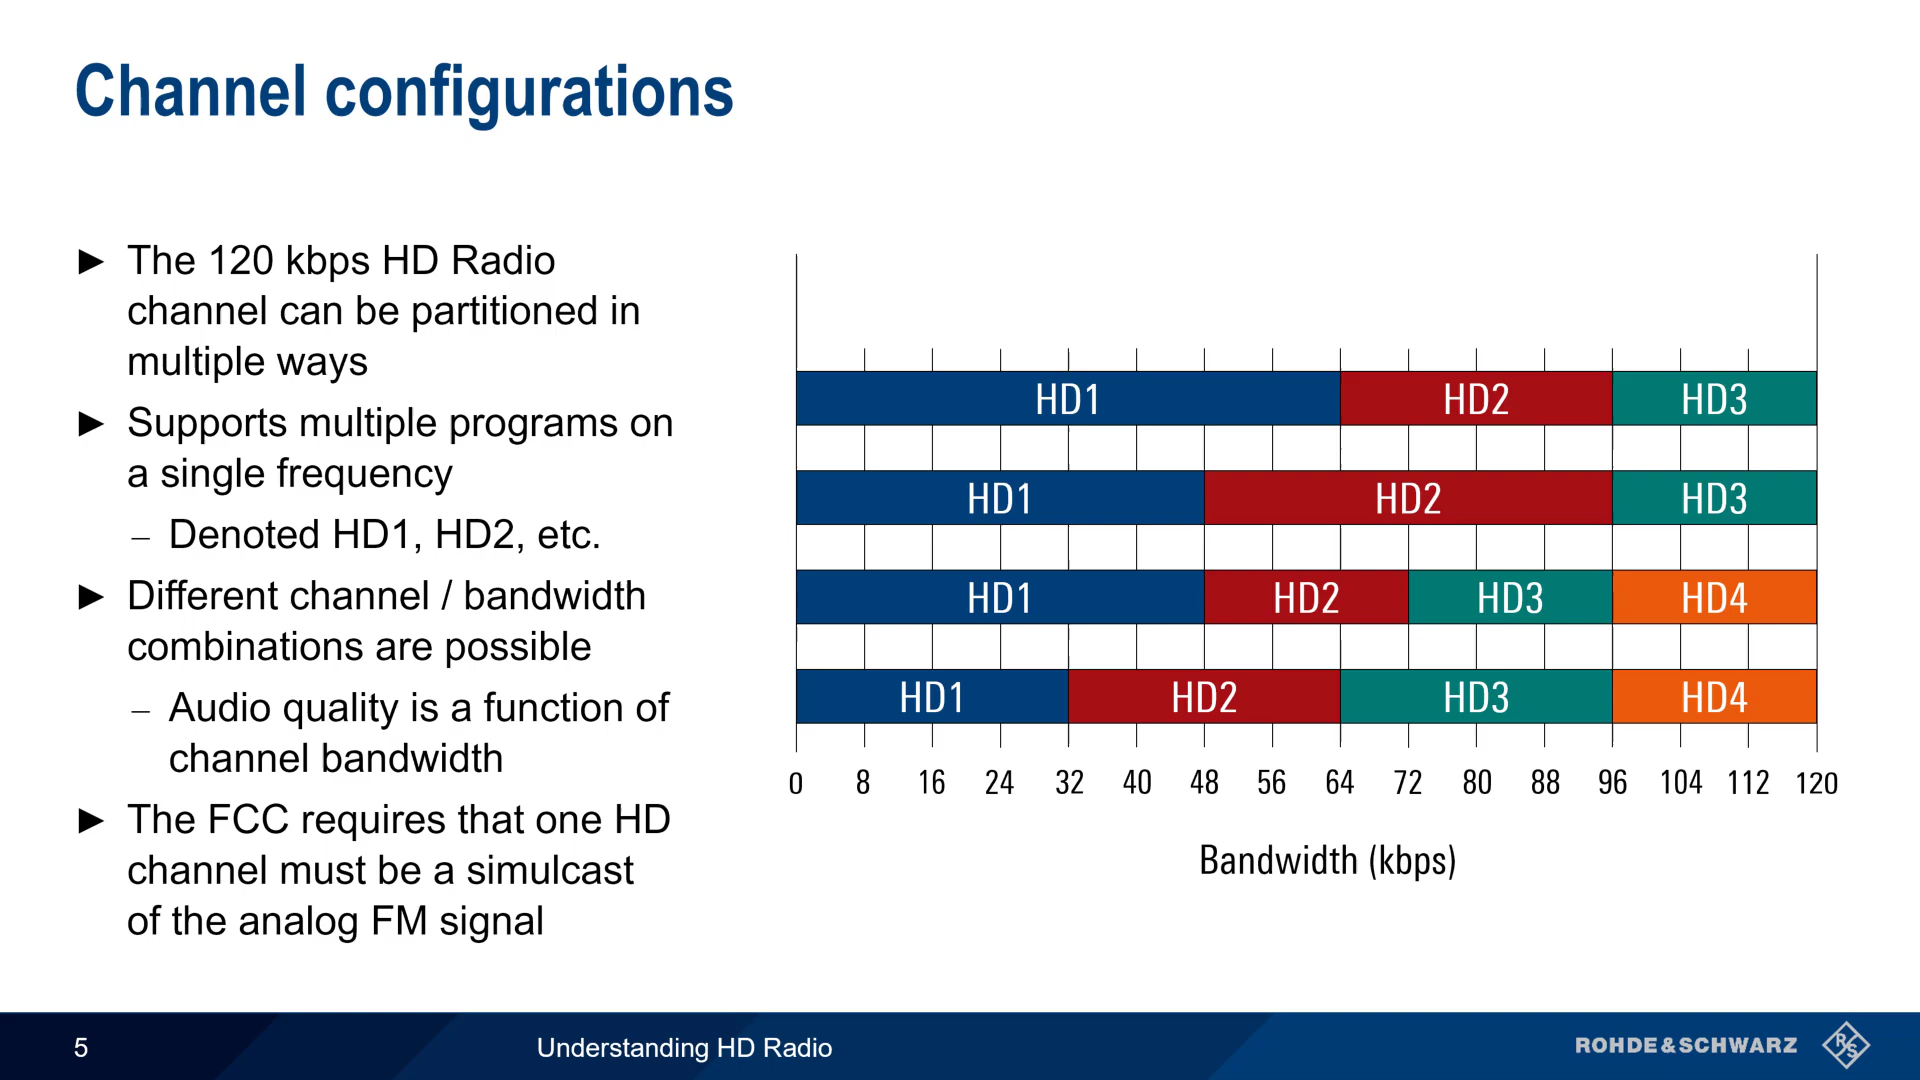 Channel configurations
► The 120 kbps HD Radio
channel can be partitioned in
multiple ways
► Supports multiple programs on
a single frequency
– Denoted HD1, HD2, etc.
► Different channel / bandwidth
combinations are possible
– Audio quality is a function of
channel bandwidth
► The FCC requires that one HD
channel must be a simulcast
of the analog FM signal
HD1 HD2 HD3
HD1 HD2 HD3
HD1 HD2 HD3 HD4
HD1 HD2 HD3 HD4
0 8 16 24 32 40 48 56 64 72 80 88 96 104 112 120
Bandwidth (kbps)
5 Understanding HD Radio ROHDE&SCHWARZ R&S